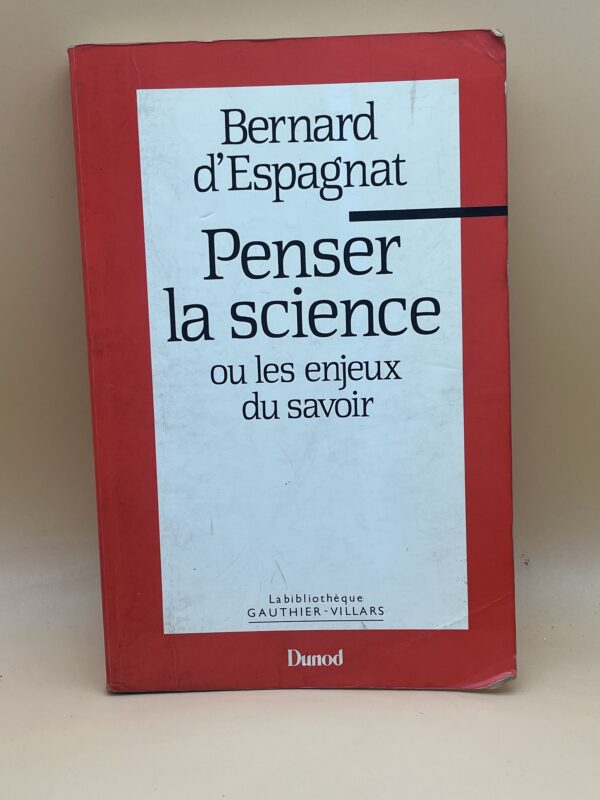 Bernard
d'Espagnat
Penser
la science
ou les enjeux
du savoir
La bibliothèque
GAUTHIER-VILLARS
Dunod